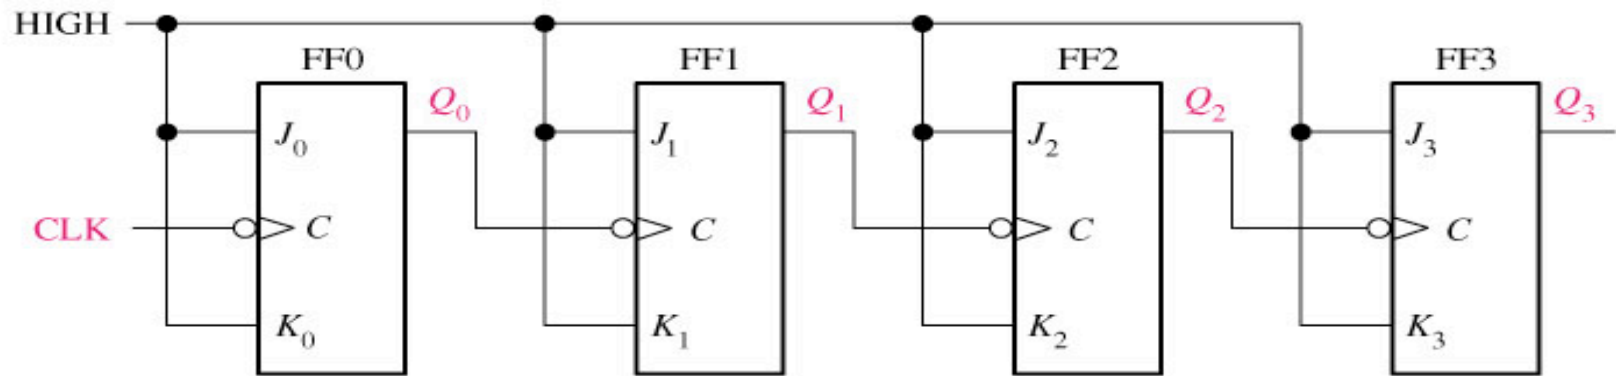 HIGH
FF0 FF1 FF2 FF3
Q0 Q1 Q2 Q3
J0 J1 J2 J3
CLK C C C C
K0 K1 K2 K3